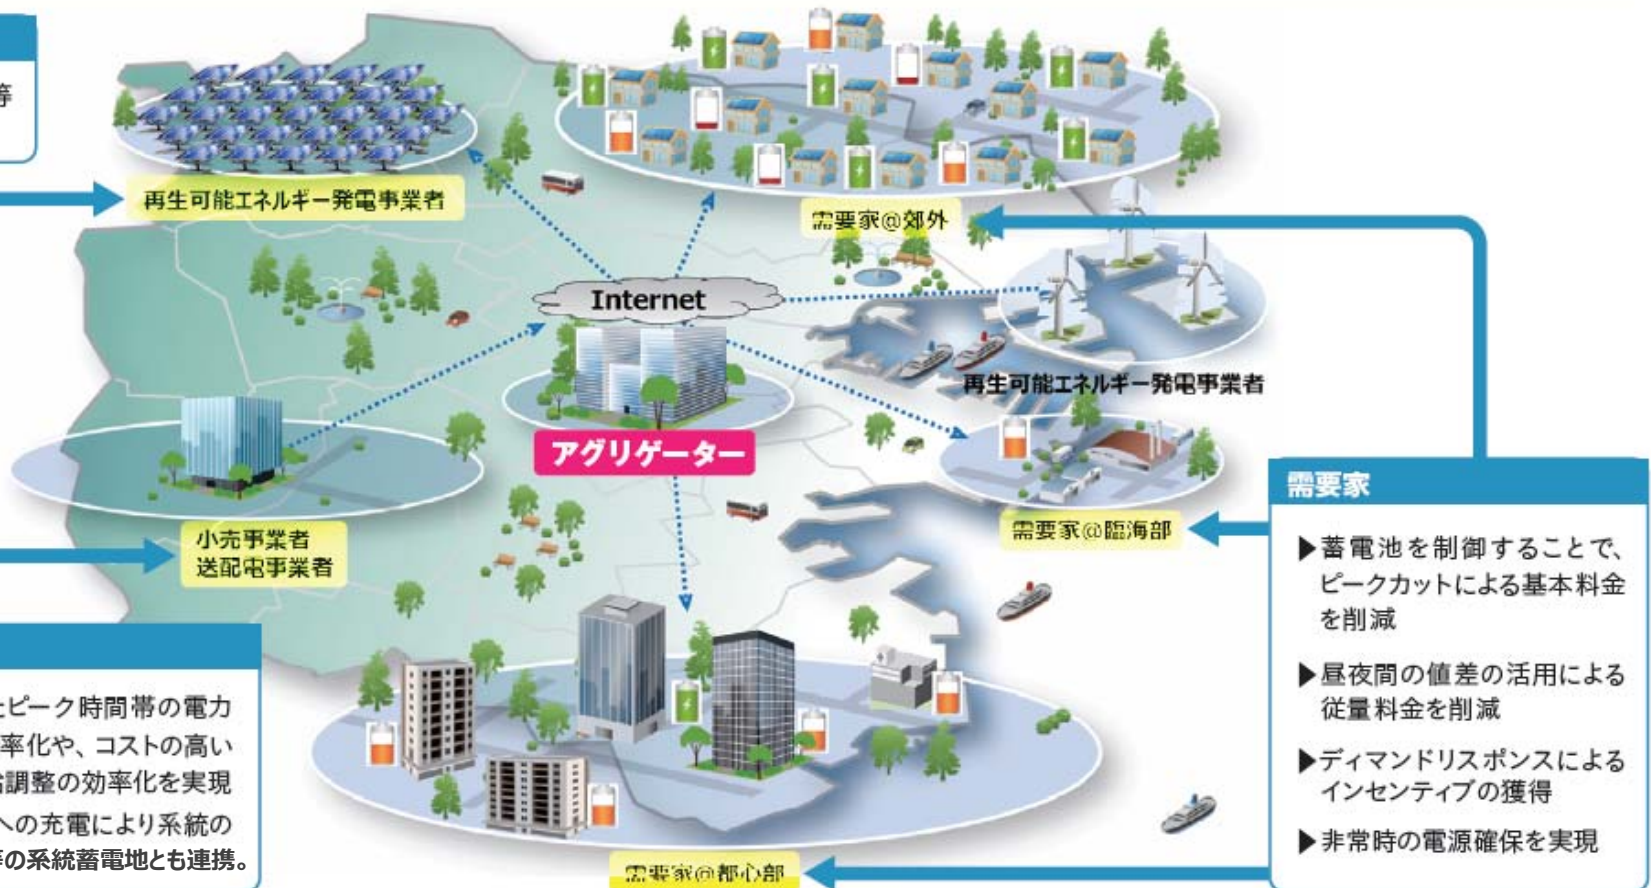 等
再生可能エネルギー発電事業者
需要家@郊外
Internet
再生可能エネルギー発電事業者
アグリゲーター
需要家@臨海部
小売事業者
送配電事業者
需要家
▶蓄電池を制御することで、
ピークカットによる基本料金
を削減
▶昼夜間の値差の活用による
従量料金を削減
▶ディマンドリスポンスによる
インセンティブの獲得
▶非常時の電源確保を実現
ピーク時間帯の電力
率化や、コストの高い
調整の効率化を実現
への充電により系統の
等の系統蓄電地とも連携。
需要家@都心部